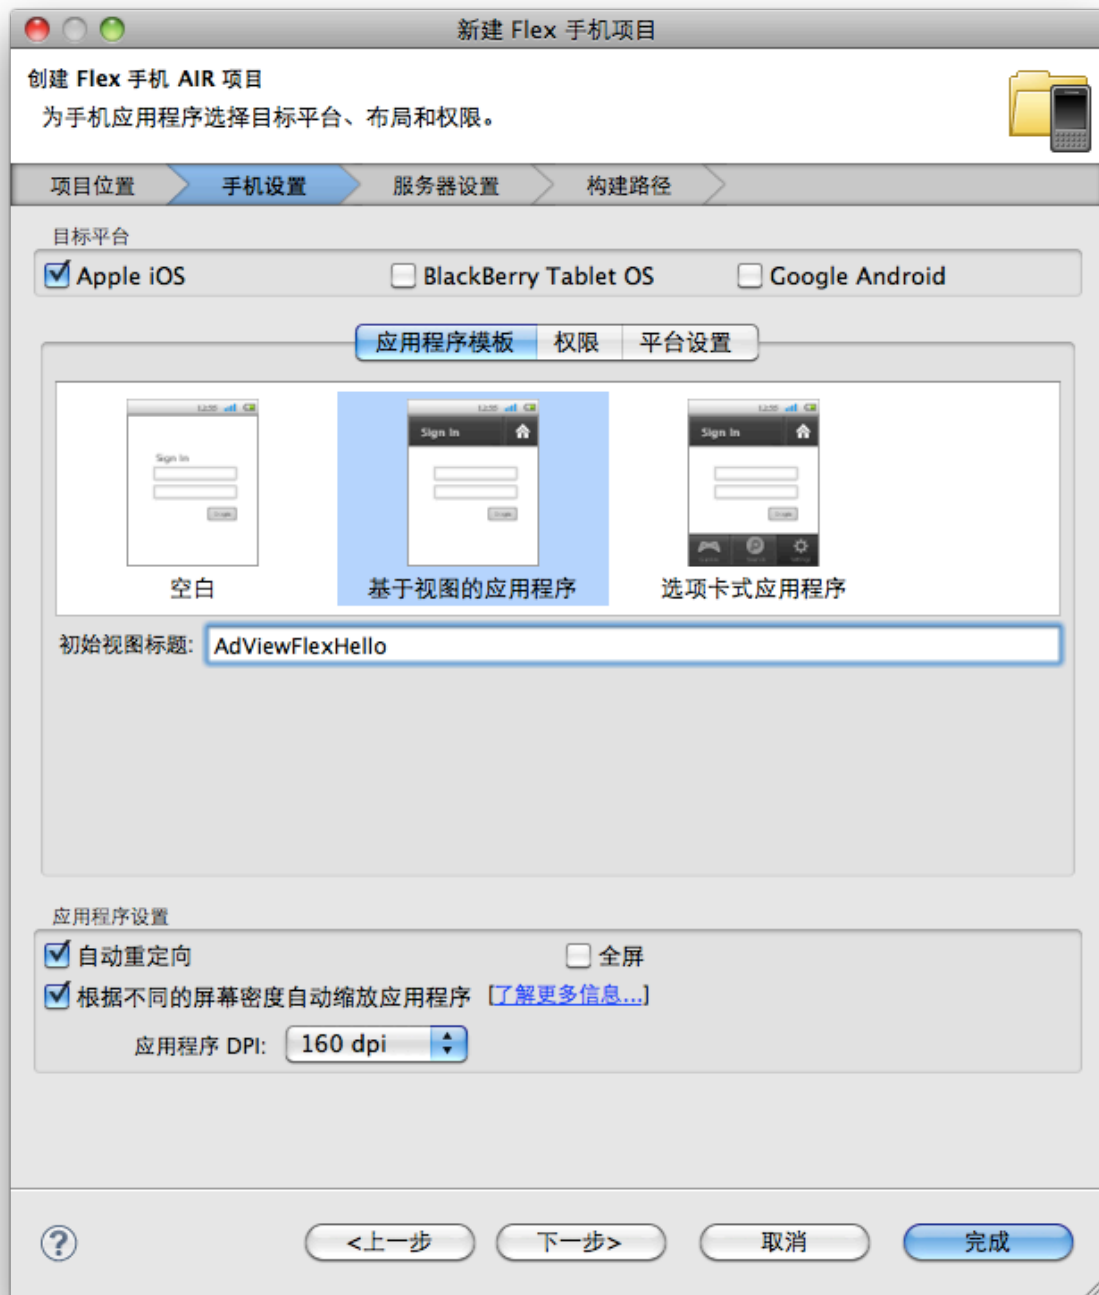 新建 Flex 手机项目
创建 Flex 手机 AIR 项目
为手机应用程序选择目标平台、布局和权限。
项目位置 手机设置 服务器设置 构建路径
目标平台
Apple iOS BlackBerry Tablet OS Google Android
应用程序模板 权限 平台设置
12:55 12:55 12:55
Sign In Sign In
Sign In
空白 基于视图的应用程序 选项卡式应用程序
初始视图标题: AdViewFlexHello
应用程序设置
自动重定向 全屏
根据不同的屏幕密度自动缩放应用程序 [了解更多信息...]
应用程序 DPI: 160 dpi
? <上一步 下一步> 取消 完成